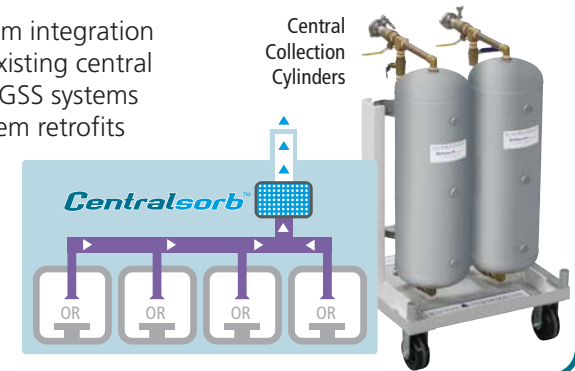 m integration
xisting central
GSS systems
em retrofits
Central
Collection
Cylinders
Centralsorb™
OR
OR
OR
OR